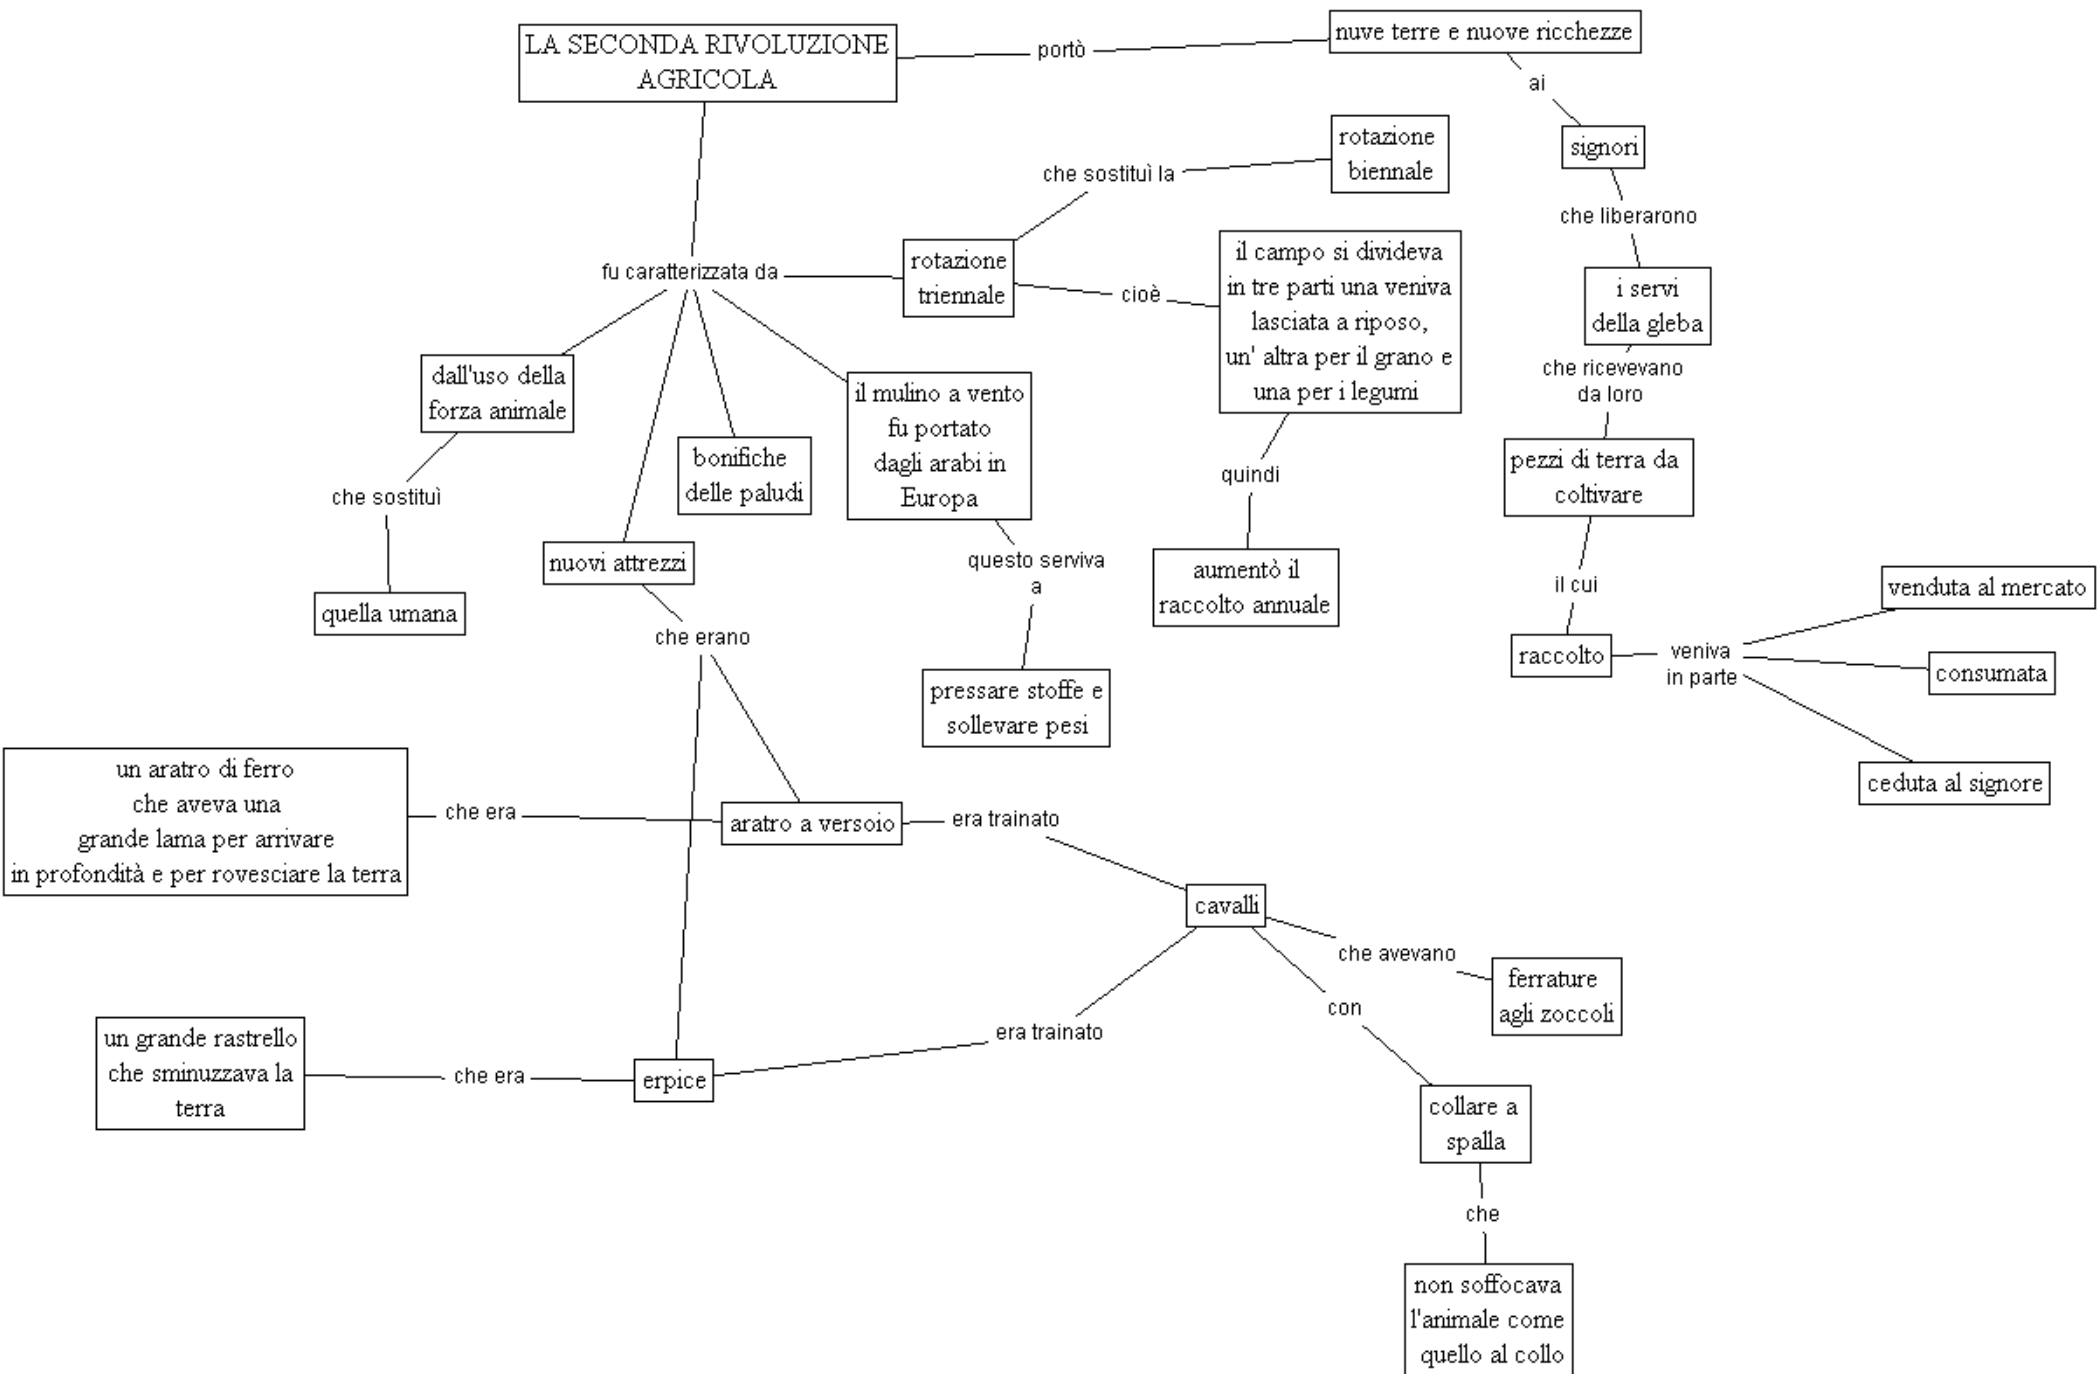 LA SECONDA RIVOLUZIONE
AGRICOLA
portò
nuve terre e nuove ricchezze
ai
signori
che liberarono
i servi
della gleba
che ricevevano
da loro
pezzi di terra da
coltivare
il cui
raccolto
veniva
in parte
venduta al mercato
consumata
ceduta al signore
fu caratterizzata da
rotazione
triennale
che sostituì la
rotazione
biennale
cioè
il campo si divideva
in tre parti una veniva
lasciata a riposo,
un' altra per il grano e
una per i legumi
quindi
aumentò il
raccolto annuale
dall'uso della
forza animale
che sostituì
quella umana
nuovi attrezzi
bonifiche
delle paludi
il mulino a vento
fu portato
dagli arabi in
Europa
questo serviva
a
pressare stoffe e
sollevare pesi
che erano
aratro a versoio
che era
un aratro di ferro
che aveva una
grande lama per arrivare
in profondità e per rovesciare la terra
era trainato
cavalli
che avevano
ferrature
agli zoccoli
con
collare a
spalla
che
non soffocava
l'animale come
quello al collo
erpice
era trainato
che era
un grande rastrello
che sminuzzava la
terra